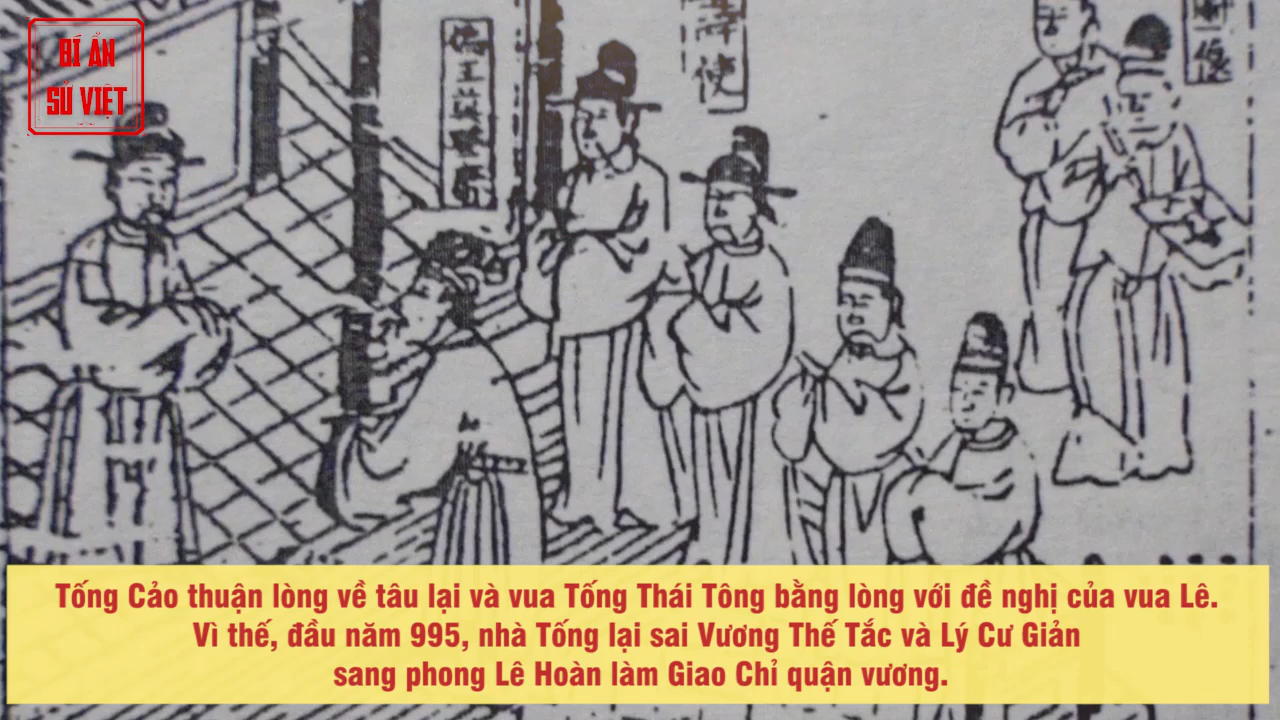 BÍ ẨN
SỬ VIỆT
使
Tống Cảo thuận lòng về tâu lại và vua Tống Thái Tông bằng lòng với đề nghị của vua Lê.
Vì thế, đầu năm 995, nhà Tống lại sai Vương Thế Tắc và Lý Cư Giản
sang phong Lê Hoàn làm Giao Chỉ quận vương.